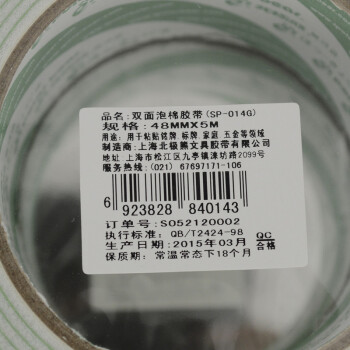 品名:双面泡棉胶带(SP-014G)
规格:48MMX5M
用途:用于粘贴铭牌.标牌.家庭.五金等领域
制造商:上海北极熊文具胶带有限公司
地址 上海市松江区九亭镇涞坊路2099号
服务热线:(021) 67697171-106
6 923828 840143
订单号:S052120002
执行标准: QB/T2424-98
生产日期:2015年03月
QC
合格
保质期: 常温常态下18个月